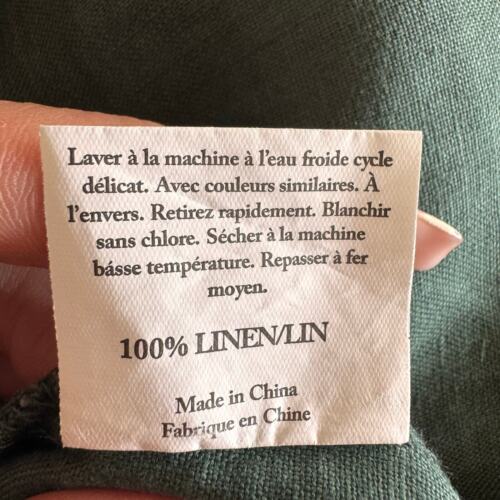 Laver à la machine à l'eau froide cycle
délicat. Avec couleurs similaires. À
l'envers. Retirez rapidement. Blanchir
sans chlore. Sécher à la machine
básse température. Repasser à fer
moyen.
100% LINEN/LIN
Made in China
Fabrique en Chine